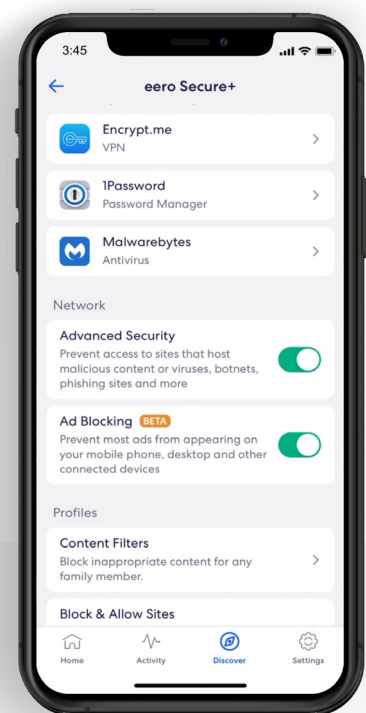 3:45
eero Secure+
Encrypt.me
VPN
1Password
Password Manager
Malwarebytes
Antivirus
Network
Advanced Security
Prevent access to sites that host
malicious content or viruses, botnets,
phishing sites and more
Ad Blocking BETA
Prevent most ads from appearing on
your mobile phone, desktop and other
connected devices
Profiles
Content Filters
Block inappropriate content for any
family member.
Block & Allow Sites
Home Activity Discover Settings